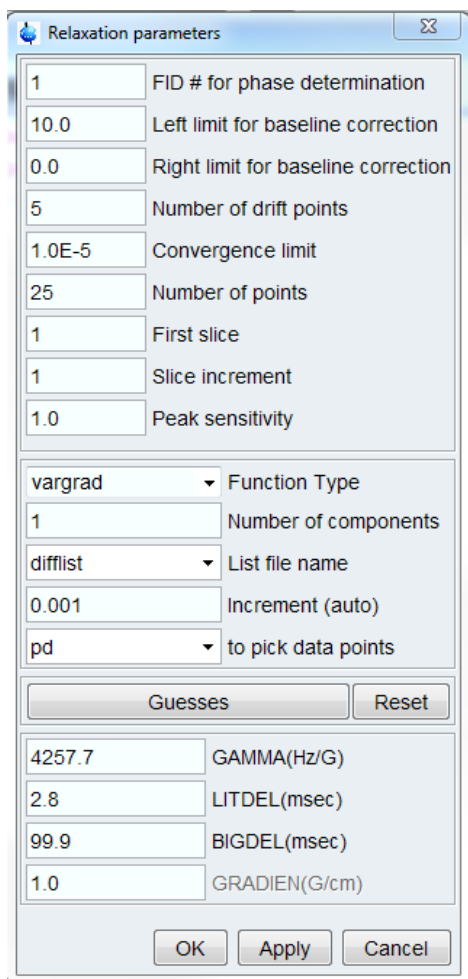 Relaxation parameters
1 FID # for phase determination
10.0 Left limit for baseline correction
0.0 Right limit for baseline correction
5 Number of drift points
1.0E-5 Convergence limit
25 Number of points
1 First slice
1 Slice increment
1.0 Peak sensitivity
vargrad Function Type
1 Number of components
difflist List file name
0.001 Increment (auto)
pd to pick data points
Guesses Reset
4257.7 GAMMA(Hz/G)
2.8 LITDEL(msec)
99.9 BIGDEL(msec)
1.0 GRADIEN(G/cm)
OK Apply Cancel